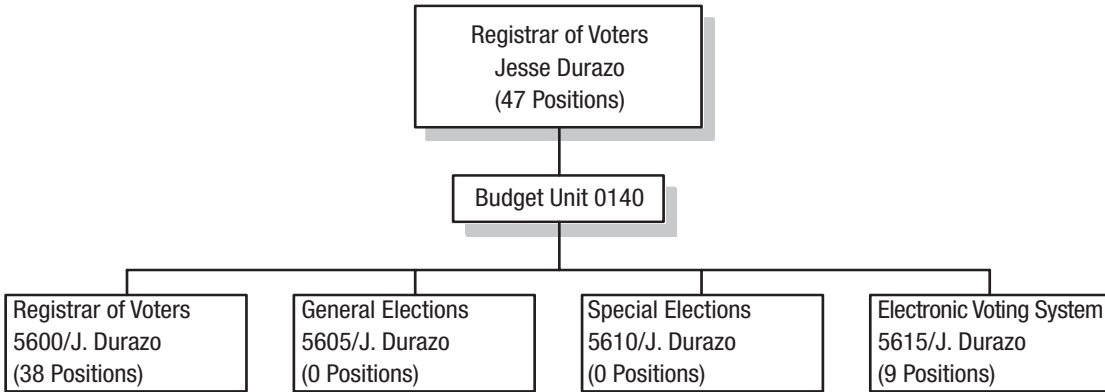 Registrar of Voters
Jesse Durazo
(47 Positions)
Budget Unit 0140
Registrar of Voters
5600/J. Durazo
(38 Positions)
General Elections
5605/J. Durazo
(0 Positions)
Special Elections
5610/J. Durazo
(0 Positions)
Electronic Voting System
5615/J. Durazo
(9 Positions)